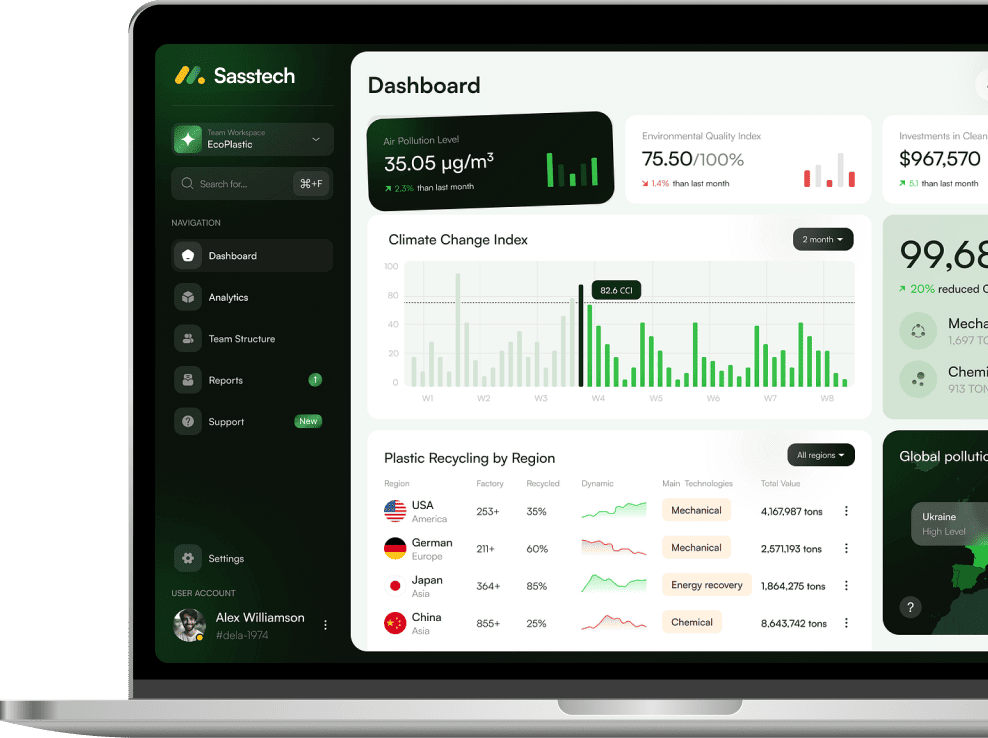 Sasstech
Team Workspace
EcoPlastic
Search for...
⌘+F
NAVIGATION
Dashboard
Analytics
Team Structure
Reports
1
Support
New
Settings
USER ACCOUNT
Alex Williamson
#dela-1974
Dashboard
Air Pollution Level
35.05 µg/m³
2.3% than last month
Environmental Quality Index
75.50/100%
1.4% than last month
Investments in Clean
$967,570
5.1 than last month
Climate Change Index
2 month
100
80
40
20
0
82.6 CCI
W1 W2 W3 W4 W5 W6 W7 W8
99,68
20% reduced
1,697
913
Plastic Recycling by Region
All regions
Region Factory Recycled Dynamic Main Technologies Total Value
USA
America
253+ 35% Mechanical 4,167,987 tons
German
Europe
211+ 60% Mechanical 2,571,193 tons
Japan
Asia
364+ 85% Energy recovery 1,864,275 tons
China
Asia
855+ 25% Chemical 8,643,742 tons
Global
Ukraine
High Level
?